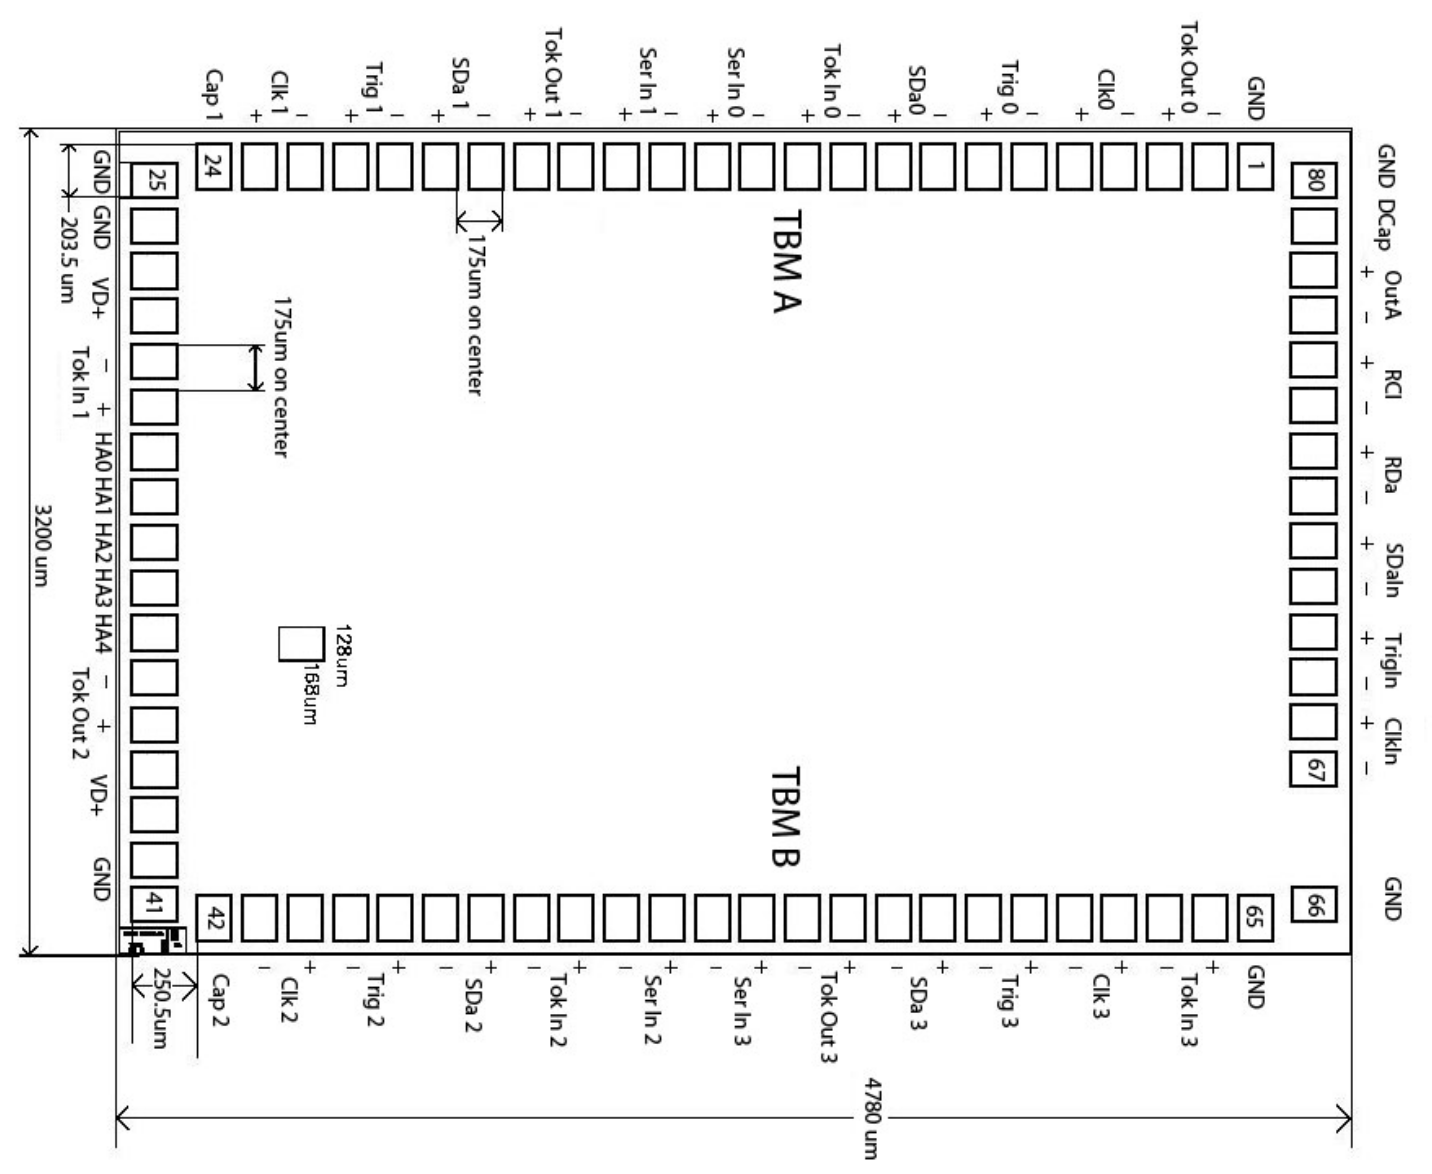 Cap 1
Clk 1
+ −
Trig 1
+ −
SDa 1
+ −
Tok Out 1
+ −
Ser In 1
+ −
Ser In 0
+ −
Tok In 0
+ −
SDa0
+ −
Trig 0
+ −
Clk0
+ −
Tok Out 0
+ −
GND
24
1
25
80
GND
GND
VD+
−
Tok In 1
+
HA0
HA1
HA2
HA3
HA4
−
Tok Out 2
+
VD+
GND
203.5 um
3200 um
175um on center
175um on center
TBM A
TBM B
128um
168um
GND
DCap
+
OutA
−
+
RCI
−
+
RDa
−
+
SDaIn
−
+
TrigIn
−
+
ClkIn
−
GND
67
66
41
42
65
250.5um
Cap 2
− +
Clk 2
− +
Trig 2
− +
SDa 2
− +
Tok In 2
− +
Ser In 2
− +
Ser In 3
− +
Tok Out 3
− +
SDa 3
− +
Trig 3
− +
Clk 3
− +
Tok In 3
GND
4780 um